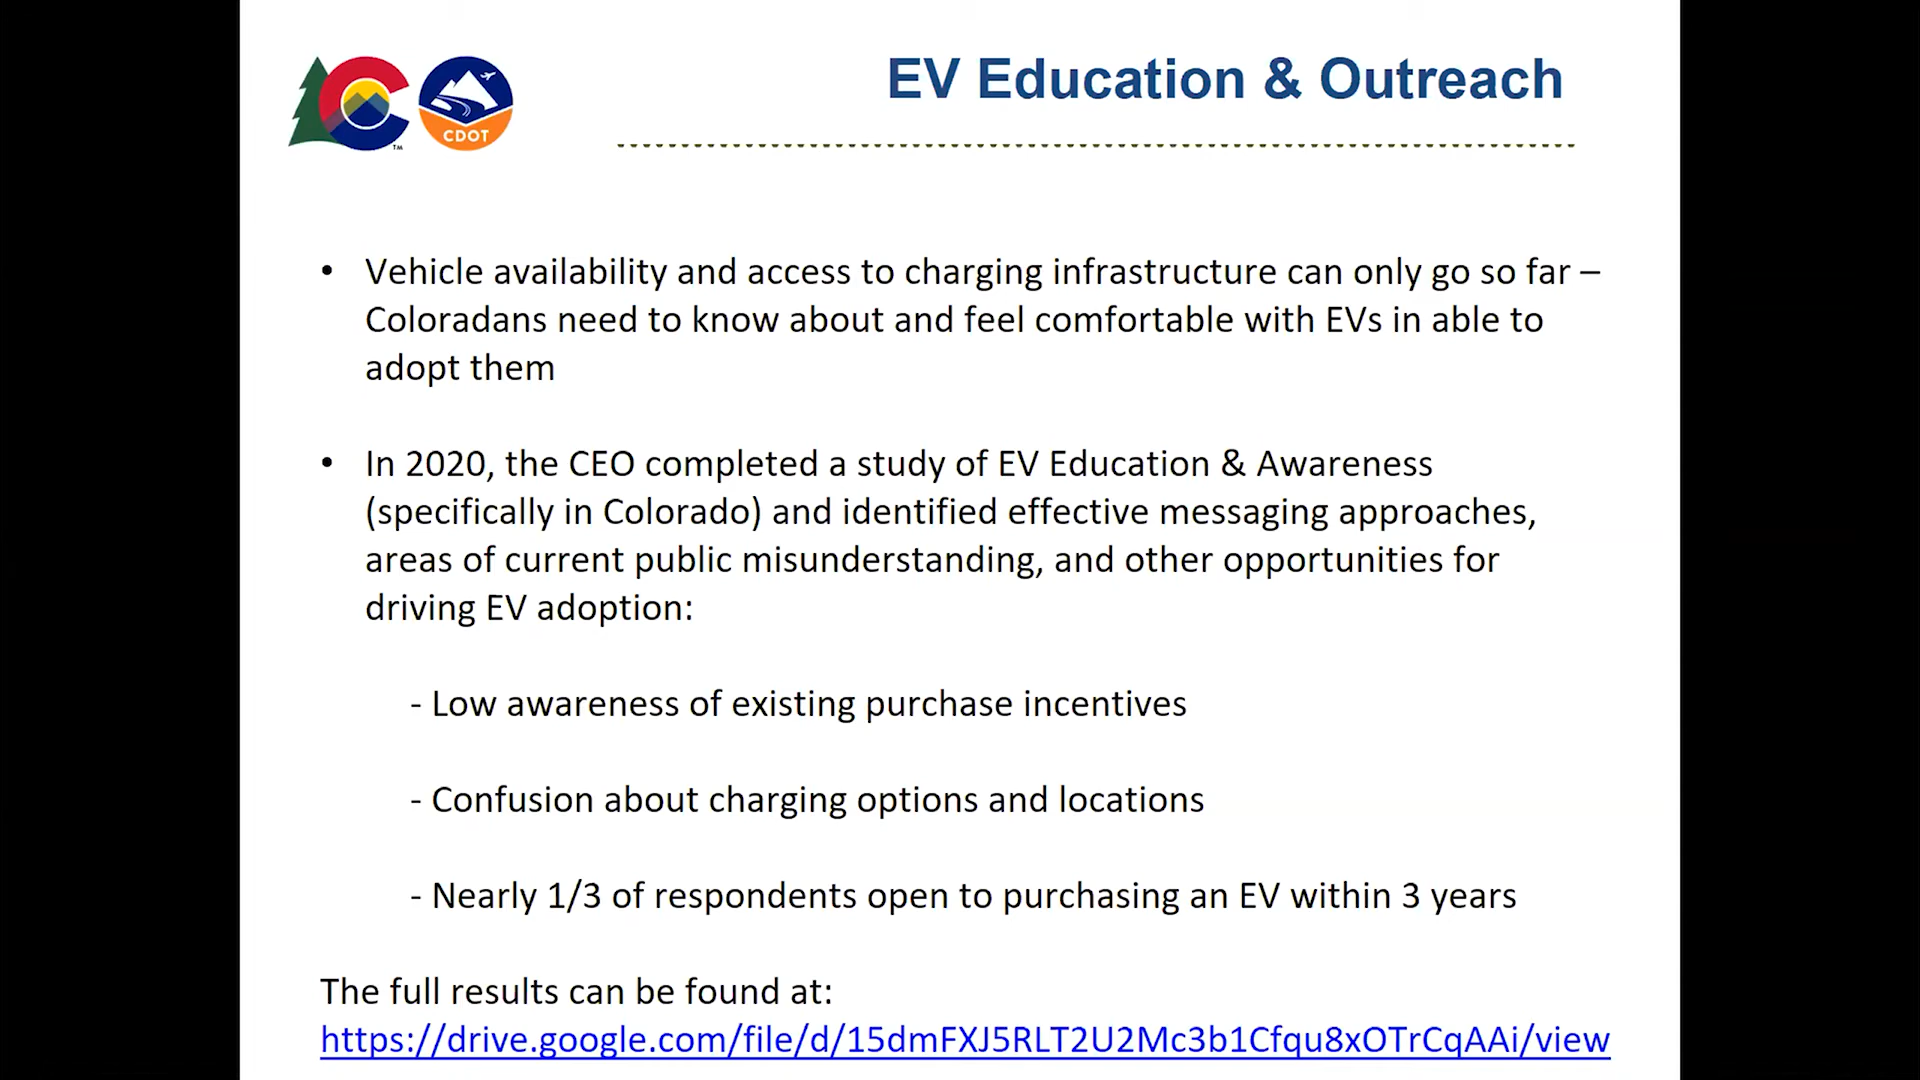 EV Education & Outreach
TM
CDOT
• Vehicle availability and access to charging infrastructure can only go so far –
Coloradans need to know about and feel comfortable with EVs in able to
adopt them
• In 2020, the CEO completed a study of EV Education & Awareness
(specifically in Colorado) and identified effective messaging approaches,
areas of current public misunderstanding, and other opportunities for
driving EV adoption:
- Low awareness of existing purchase incentives
- Confusion about charging options and locations
- Nearly 1/3 of respondents open to purchasing an EV within 3 years
The full results can be found at:
https://drive.google.com/file/d/15dmFXJ5RLT2U2Mc3b1Cfqu8xOTrCqAAi/view